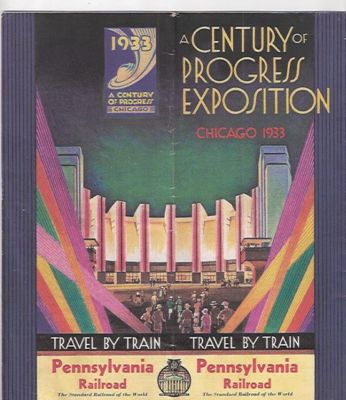 1933
A CENTURY
OF PROGRESS
CHICAGO
A CENTURY OF
PROGRESS
EXPOSITION
CHICAGO 1933
TRAVEL BY TRAIN
Pennsylvania
Railroad
The Standard Railroad of the World
TRAVEL BY TRAIN
Pennsylvania
Railroad
The Standard Railroad of the World